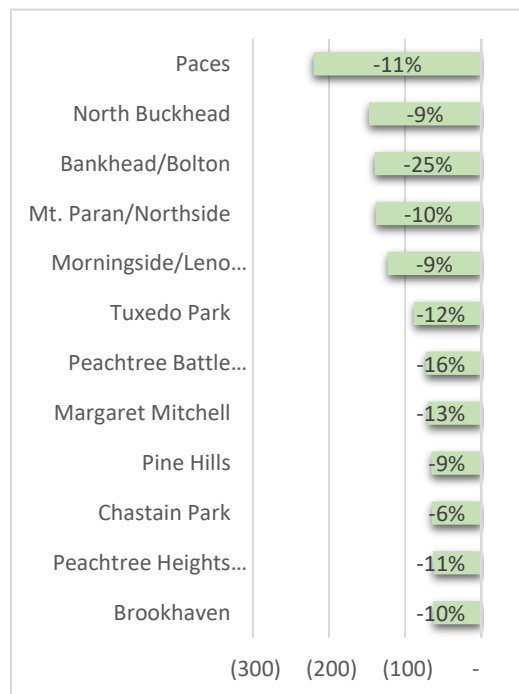 Paces -11%
North Buckhead -9%
Bankhead/Bolton -25%
Mt. Paran/Northside -10%
Morningside/Leno... -9%
Tuxedo Park -12%
Peachtree Battle... -16%
Margaret Mitchell -13%
Pine Hills -9%
Chastain Park -6%
Peachtree Heights... -11%
Brookhaven -10%
(300) (200) (100) -